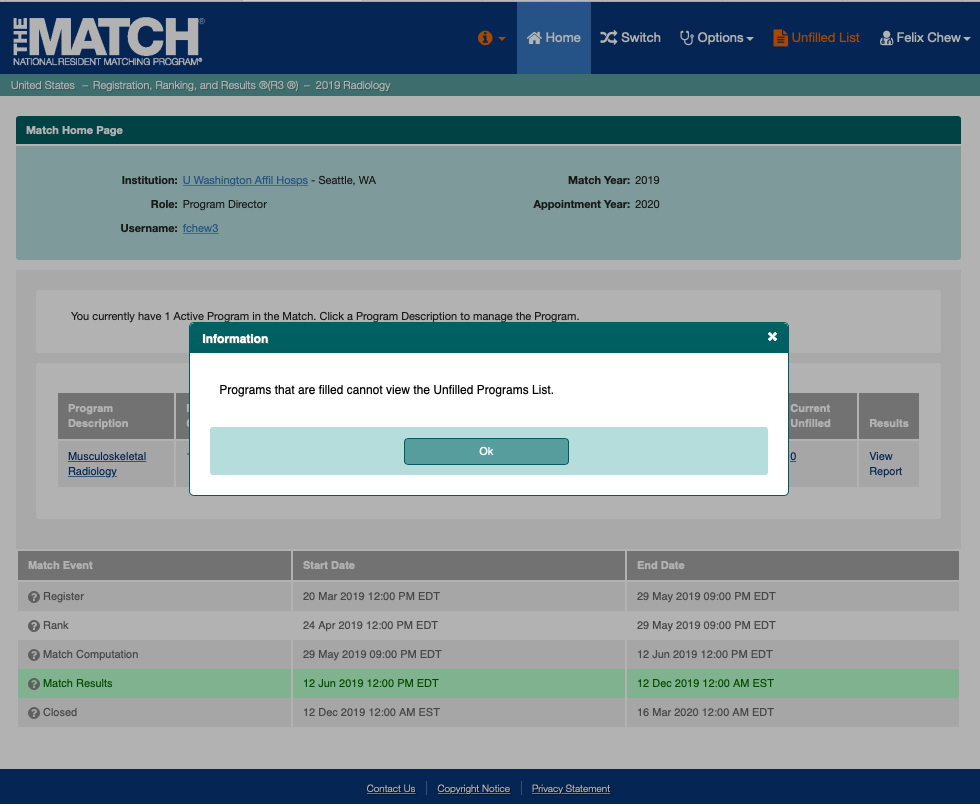 THE MATCH®
NATIONAL RESIDENT MATCHING PROGRAM®
Home
Switch
Options
Unfilled List
Felix Chew
United States – Registration, Ranking, and Results ®(R3 ®) – 2019 Radiology
Match Home Page
Institution: U Washington Affil Hosps - Seattle, WA
Match Year: 2019
Role: Program Director
Appointment Year: 2020
Username: fchew3
You currently have 1 Active Program in the Match. Click a Program Description to manage the Program.
Information
Programs that are filled cannot view the Unfilled Programs List.
Ok
Program
Description
Current
Unfilled
Results
Musculoskeletal
Radiology
0
View
Report
Match Event Start Date End Date
Register 20 Mar 2019 12:00 PM EDT 29 May 2019 09:00 PM EDT
Rank 24 Apr 2019 12:00 PM EDT 29 May 2019 09:00 PM EDT
Match Computation 29 May 2019 09:00 PM EDT 12 Jun 2019 12:00 PM EDT
Match Results 12 Jun 2019 12:00 PM EDT 12 Dec 2019 12:00 AM EST
Closed 12 Dec 2019 12:00 AM EST 16 Mar 2020 12:00 AM EDT
Contact Us Copyright Notice Privacy Statement